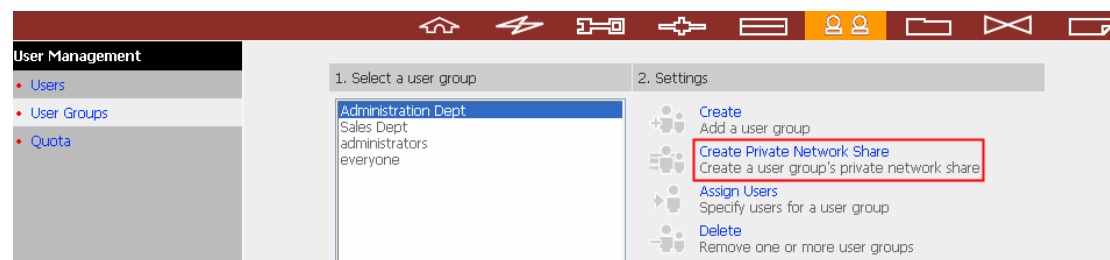 User Management
Users
User Groups
Quota
1. Select a user group
Administration Dept
Sales Dept
administrators
everyone
2. Settings
Create
Add a user group
Create Private Network Share
Create a user group's private network share
Assign Users
Specify users for a user group
Delete
Remove one or more user groups